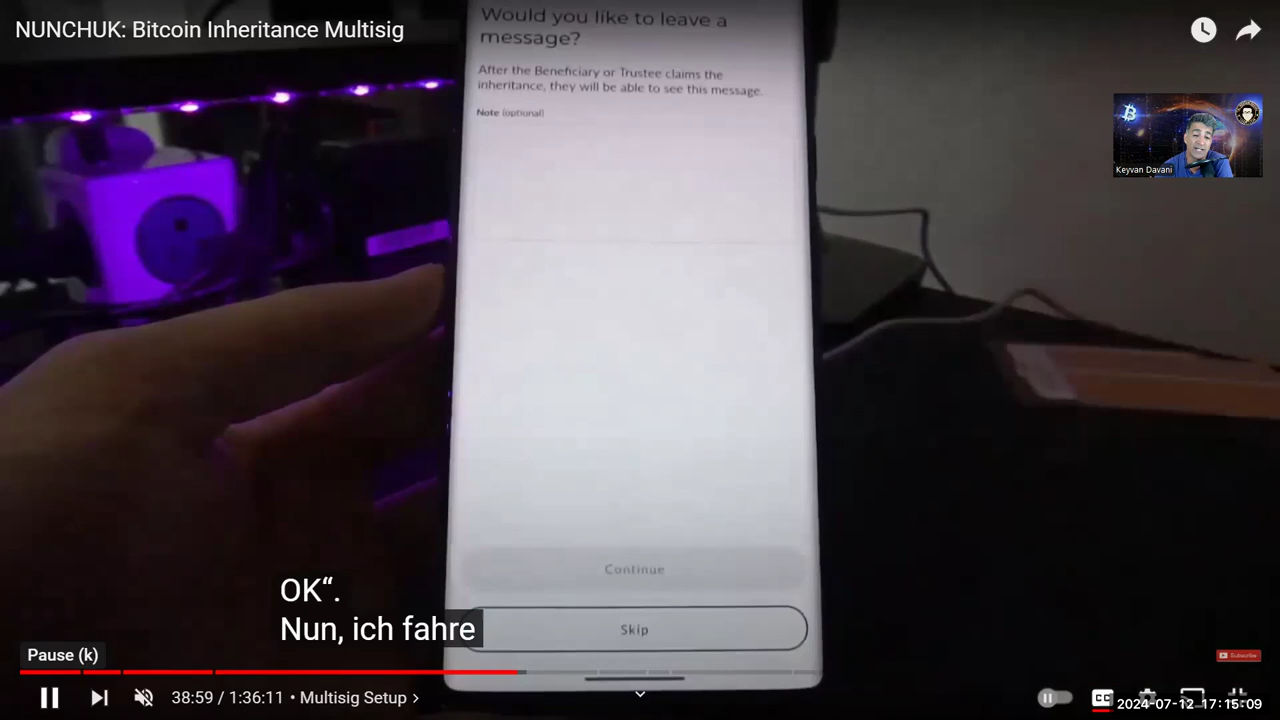 NUNCHUK: Bitcoin Inheritance Multisig
Would you like to leave a
message?
After the Beneficiary or Trustee claims the
inheritance, they will be able to see this message.
Note (optional)
Keyvan Davani
Continue
OK“.
Nun, ich fahre
Skip
Pause (k)
Subscribe
38:59 / 1:36:11 • Multisig Setup
CC
2024-07-12 17:15:09